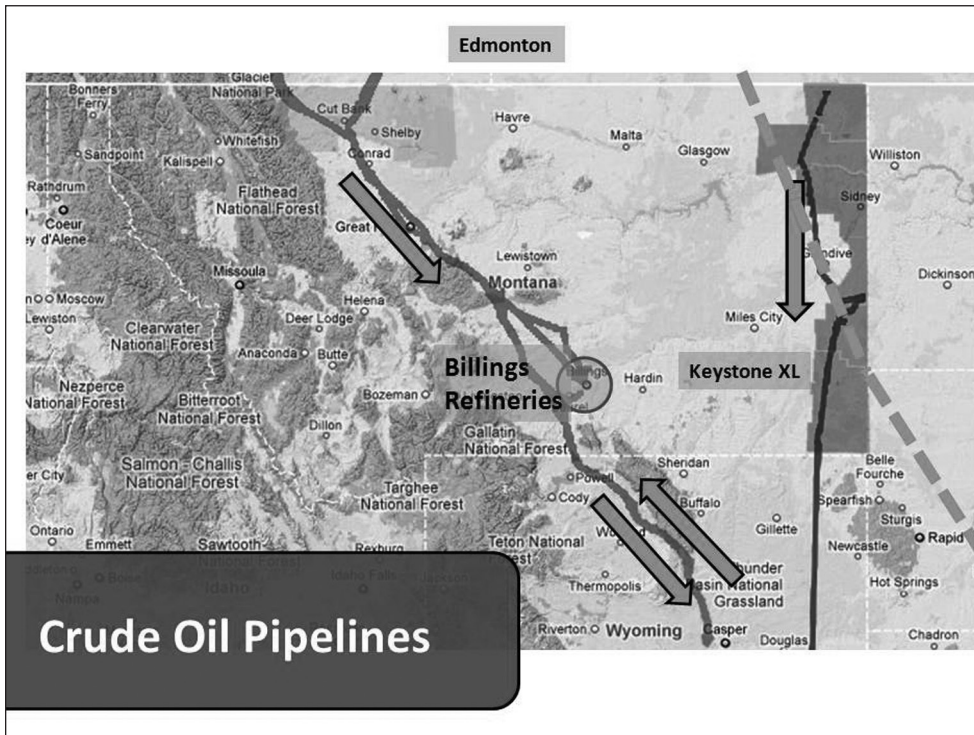 Edmonton
Glacier
National Park
Bonners
Ferry
Cut Bank
Shelby
Havre
Malta
Glasgow
Williston
Sandpoint
Whitefish
Kalispell
Conrad
Rathdrum
Flathead
National Forest
Sidney
Coeur
d'Alene
Great
Lewistown
Montana
Dickinson
Missoula
Moscow
Lewiston
Helena
Miles City
Clearwater
National Forest
Deer Lodge
Anaconda
Butte
Billings
Refineries
Billings
Hardin
Keystone XL
Nezperce
National Forest
Bitterroot
National Forest
Bozeman
Dillon
Gallatin
National Forest
Salmon - Challis
National Forest
Targhee
Forest
Powell
Cody
Sheridan
Buffalo
Gillette
Belle
Fourche
Spearfish
Sturgis
Rapid
Newcastle
Hot Springs
Ontario
Emmett
Sawtooth
Rexburg
Teton National
Thermopolis
National
Grassland
Boise
Nampa
Idaho
Idaho Falls
Jackson
Riverton
Wyoming
Casper
Douglas
Chadron
Crude Oil Pipelines